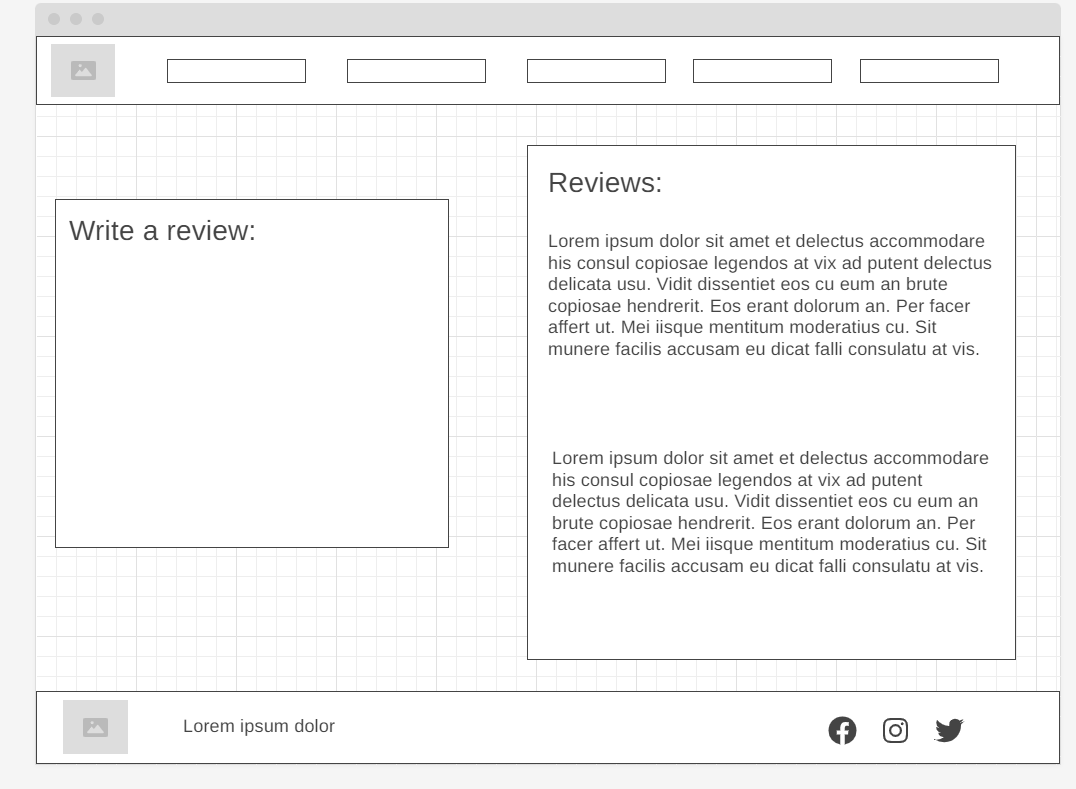 Write a review:
Reviews:
Lorem ipsum dolor sit amet et delectus accommodare
his consul copiosae legendos at vix ad putent delectus
delicata usu. Vidit dissentiet eos cu eum an brute
copiosae hendrerit. Eos erant dolorum an. Per facer
affert ut. Mei iisque mentitum moderatius cu. Sit
munere facilis accusam eu dicat falli consulatu at vis.
Lorem ipsum dolor sit amet et delectus accommodare
his consul copiosae legendos at vix ad putent
delectus delicata usu. Vidit dissentiet eos cu eum an
brute copiosae hendrerit. Eos erant dolorum an. Per
facer affert ut. Mei iisque mentitum moderatius cu. Sit
munere facilis accusam eu dicat falli consulatu at vis.
Lorem ipsum dolor